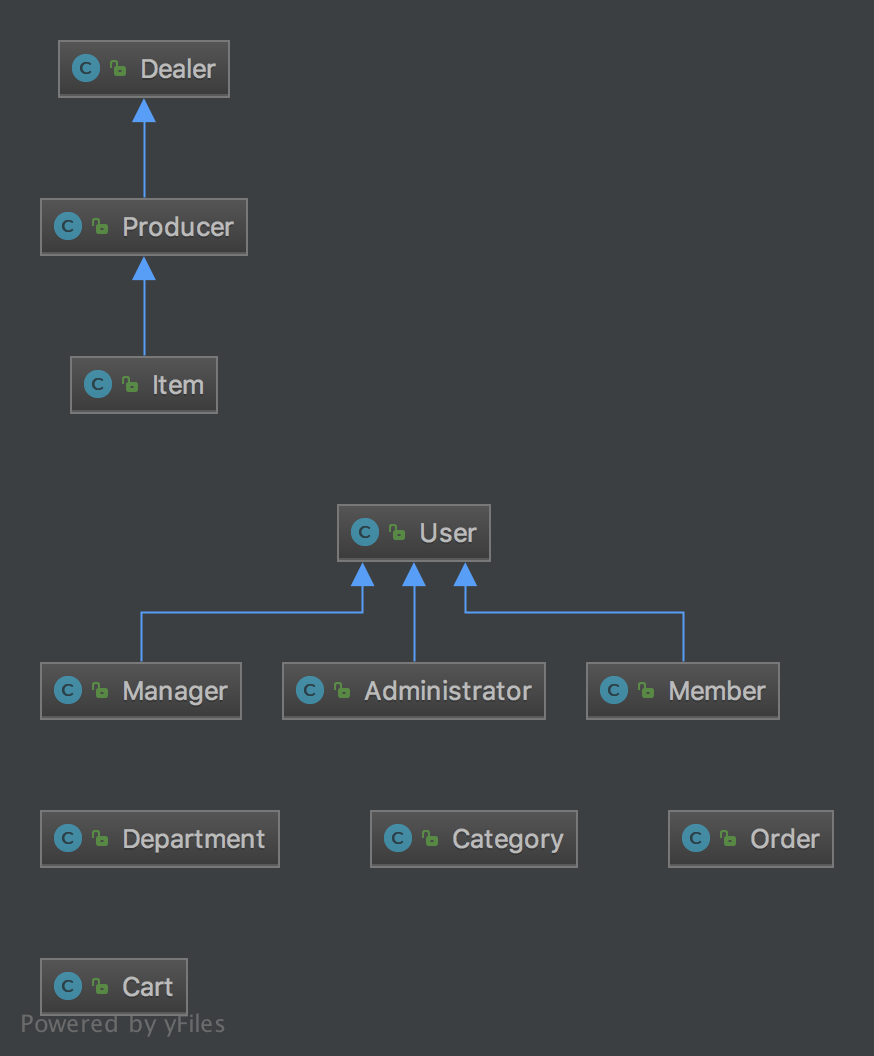 Dealer
Producer
Item
User
Manager
Administrator
Member
Department
Category
Order
Cart
Powered by yFiles